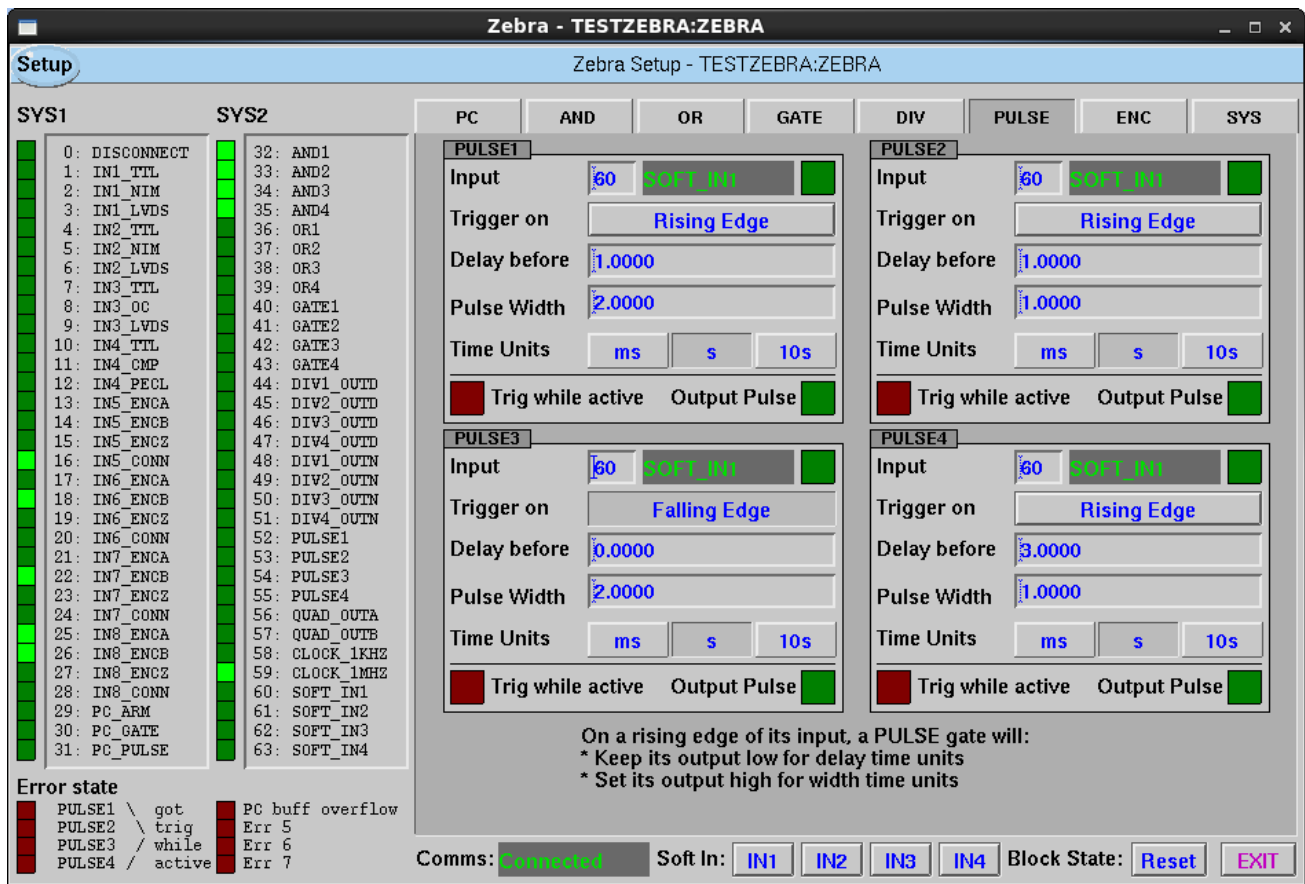 Zebra - TESTZEBRA:ZEBRA
Setup
Zebra Setup - TESTZEBRA:ZEBRA
SYS1
0: DISCONNECT
1: IN1_TTL
2: IN1_NIM
3: IN1_LVDS
4: IN2_TTL
5: IN2_NIM
6: IN2_LVDS
7: IN3_TTL
8: IN3_OC
9: IN3_LVDS
10: IN4_TTL
11: IN4_CMP
12: IN4_PECL
13: IN5_ENCA
14: IN5_ENCB
15: IN5_ENCZ
16: IN5_CONN
17: IN6_ENCA
18: IN6_ENCB
19: IN6_ENCZ
20: IN6_CONN
21: IN7_ENCA
22: IN7_ENCB
23: IN7_ENCZ
24: IN7_CONN
25: IN8_ENCA
26: IN8_ENCB
27: IN8_ENCZ
28: IN8_CONN
29: PC_ARM
30: PC_GATE
31: PC_PULSE
SYS2
32: AND1
33: AND2
34: AND3
35: AND4
36: OR1
37: OR2
38: OR3
39: OR4
40: GATE1
41: GATE2
42: GATE3
43: GATE4
44: DIV1_OUTD
45: DIV2_OUTD
46: DIV3_OUTD
47: DIV4_OUTD
48: DIV1_OUTN
49: DIV2_OUTN
50: DIV3_OUTN
51: DIV4_OUTN
52: PULSE1
53: PULSE2
54: PULSE3
55: PULSE4
56: QUAD_OUTA
57: QUAD_OUTB
58: CLOCK_1KHZ
59: CLOCK_1MHZ
60: SOFT_IN1
61: SOFT_IN2
62: SOFT_IN3
63: SOFT_IN4
Error state
PULSE1 \ got
PULSE2 \ trig
PULSE3 / while
PULSE4 / active
PC buff overflow
Err 5
Err 6
Err 7
PC AND OR GATE DIV PULSE ENC SYS
PULSE1
Input 60 SOFT_IN1
Trigger on Rising Edge
Delay before 1.0000
Pulse Width 2.0000
Time Units ms s 10s
Trig while active Output Pulse
PULSE2
Input 60 SOFT_IN1
Trigger on Rising Edge
Delay before 1.0000
Pulse Width 1.0000
Time Units ms s 10s
Trig while active Output Pulse
PULSE3
Input 60 SOFT_IN1
Trigger on Falling Edge
Delay before 0.0000
Pulse Width 2.0000
Time Units ms s 10s
Trig while active Output Pulse
PULSE4
Input 60 SOFT_IN1
Trigger on Rising Edge
Delay before 3.0000
Pulse Width 1.0000
Time Units ms s 10s
Trig while active Output Pulse
On a rising edge of its input, a PULSE gate will:
* Keep its output low for delay time units
* Set its output high for width time units
Comms: Connected Soft In: IN1 IN2 IN3 IN4 Block State: Reset EXIT